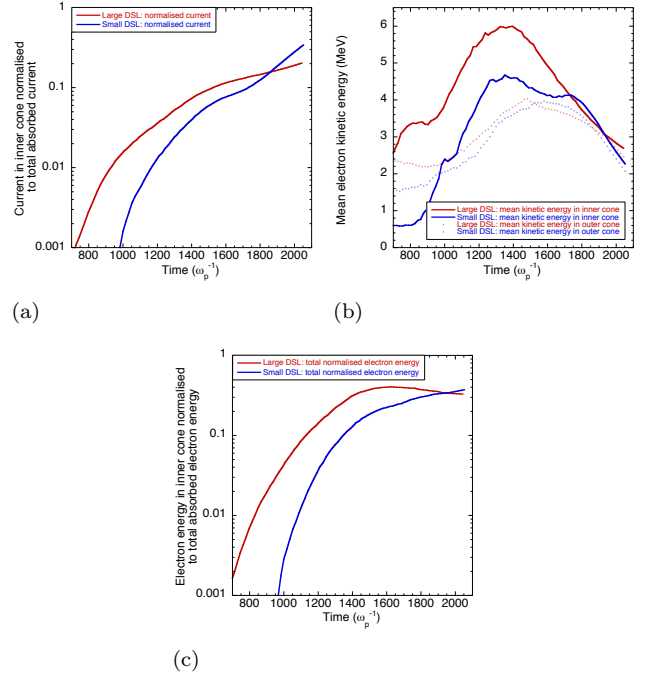 Large DSL: normalised current
Small DSL: normalised current
1
0.1
0.01
0.001
800 1000 1200 1400 1600 1800 2000
Time (ωp⁻¹)
Current in inner cone normalised
to total absorbed current
(a)
6
5
4
3
2
1
0
Large DSL: mean kinetic energy in inner cone
Small DSL: mean kinetic energy in inner cone
Large DSL: mean kinetic energy in outer cone
Small DSL: mean kinetic energy in outer cone
800 1000 1200 1400 1600 1800 2000
Time (ωp⁻¹)
Mean electron kinetic energy (MeV)
(b)
Large DSL: total normalised electron energy
Small DSL: total normalised electron energy
1
0.1
0.01
0.001
800 1000 1200 1400 1600 1800 2000
Time (ωp⁻¹)
Electron energy in inner cone normalised
to total absorbed electron energy
(c)